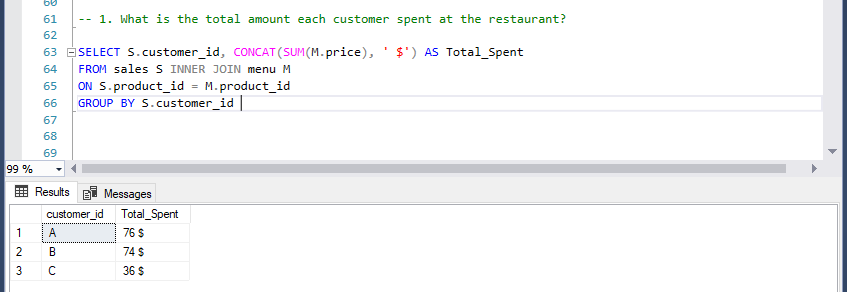 60
61 -- 1. What is the total amount each customer spent at the restaurant?
62
63 SELECT S.customer_id, CONCAT(SUM(M.price), ' $') AS Total_Spent
64 FROM sales S INNER JOIN menu M
65 ON S.product_id = M.product_id
66 GROUP BY S.customer_id
67
68
69
99 %
Results Messages
customer_id Total_Spent
1 A 76 $
2 B 74 $
3 C 36 $